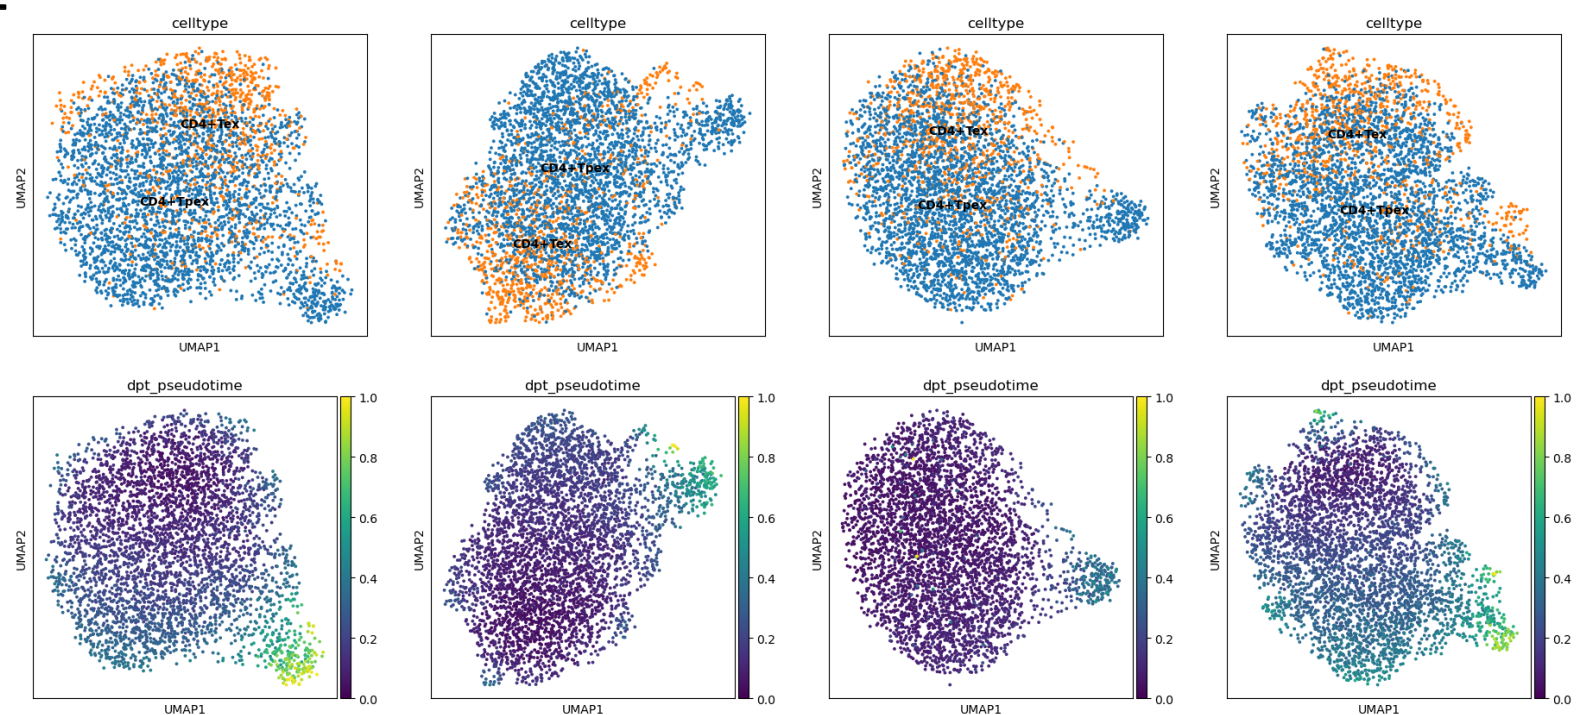 celltype celltype celltype celltype
CD4+Tex CD4+Tpex CD4+Tex CD4+Tex
CD4+Tpex CD4+Tex CD4+Tpex CD4+Tpex
UMAP2 UMAP2 UMAP2 UMAP2
UMAP1 UMAP1 UMAP1 UMAP1
dpt_pseudotime dpt_pseudotime dpt_pseudotime dpt_pseudotime
1.0 1.0 1.0 1.0
0.8 0.8 0.8 0.8
0.6 0.6 0.6 0.6
UMAP2 UMAP2 UMAP2 UMAP2
0.4 0.4 0.4 0.4
0.2 0.2 0.2 0.2
0.0 0.0 0.0 0.0
UMAP1 UMAP1 UMAP1 UMAP1